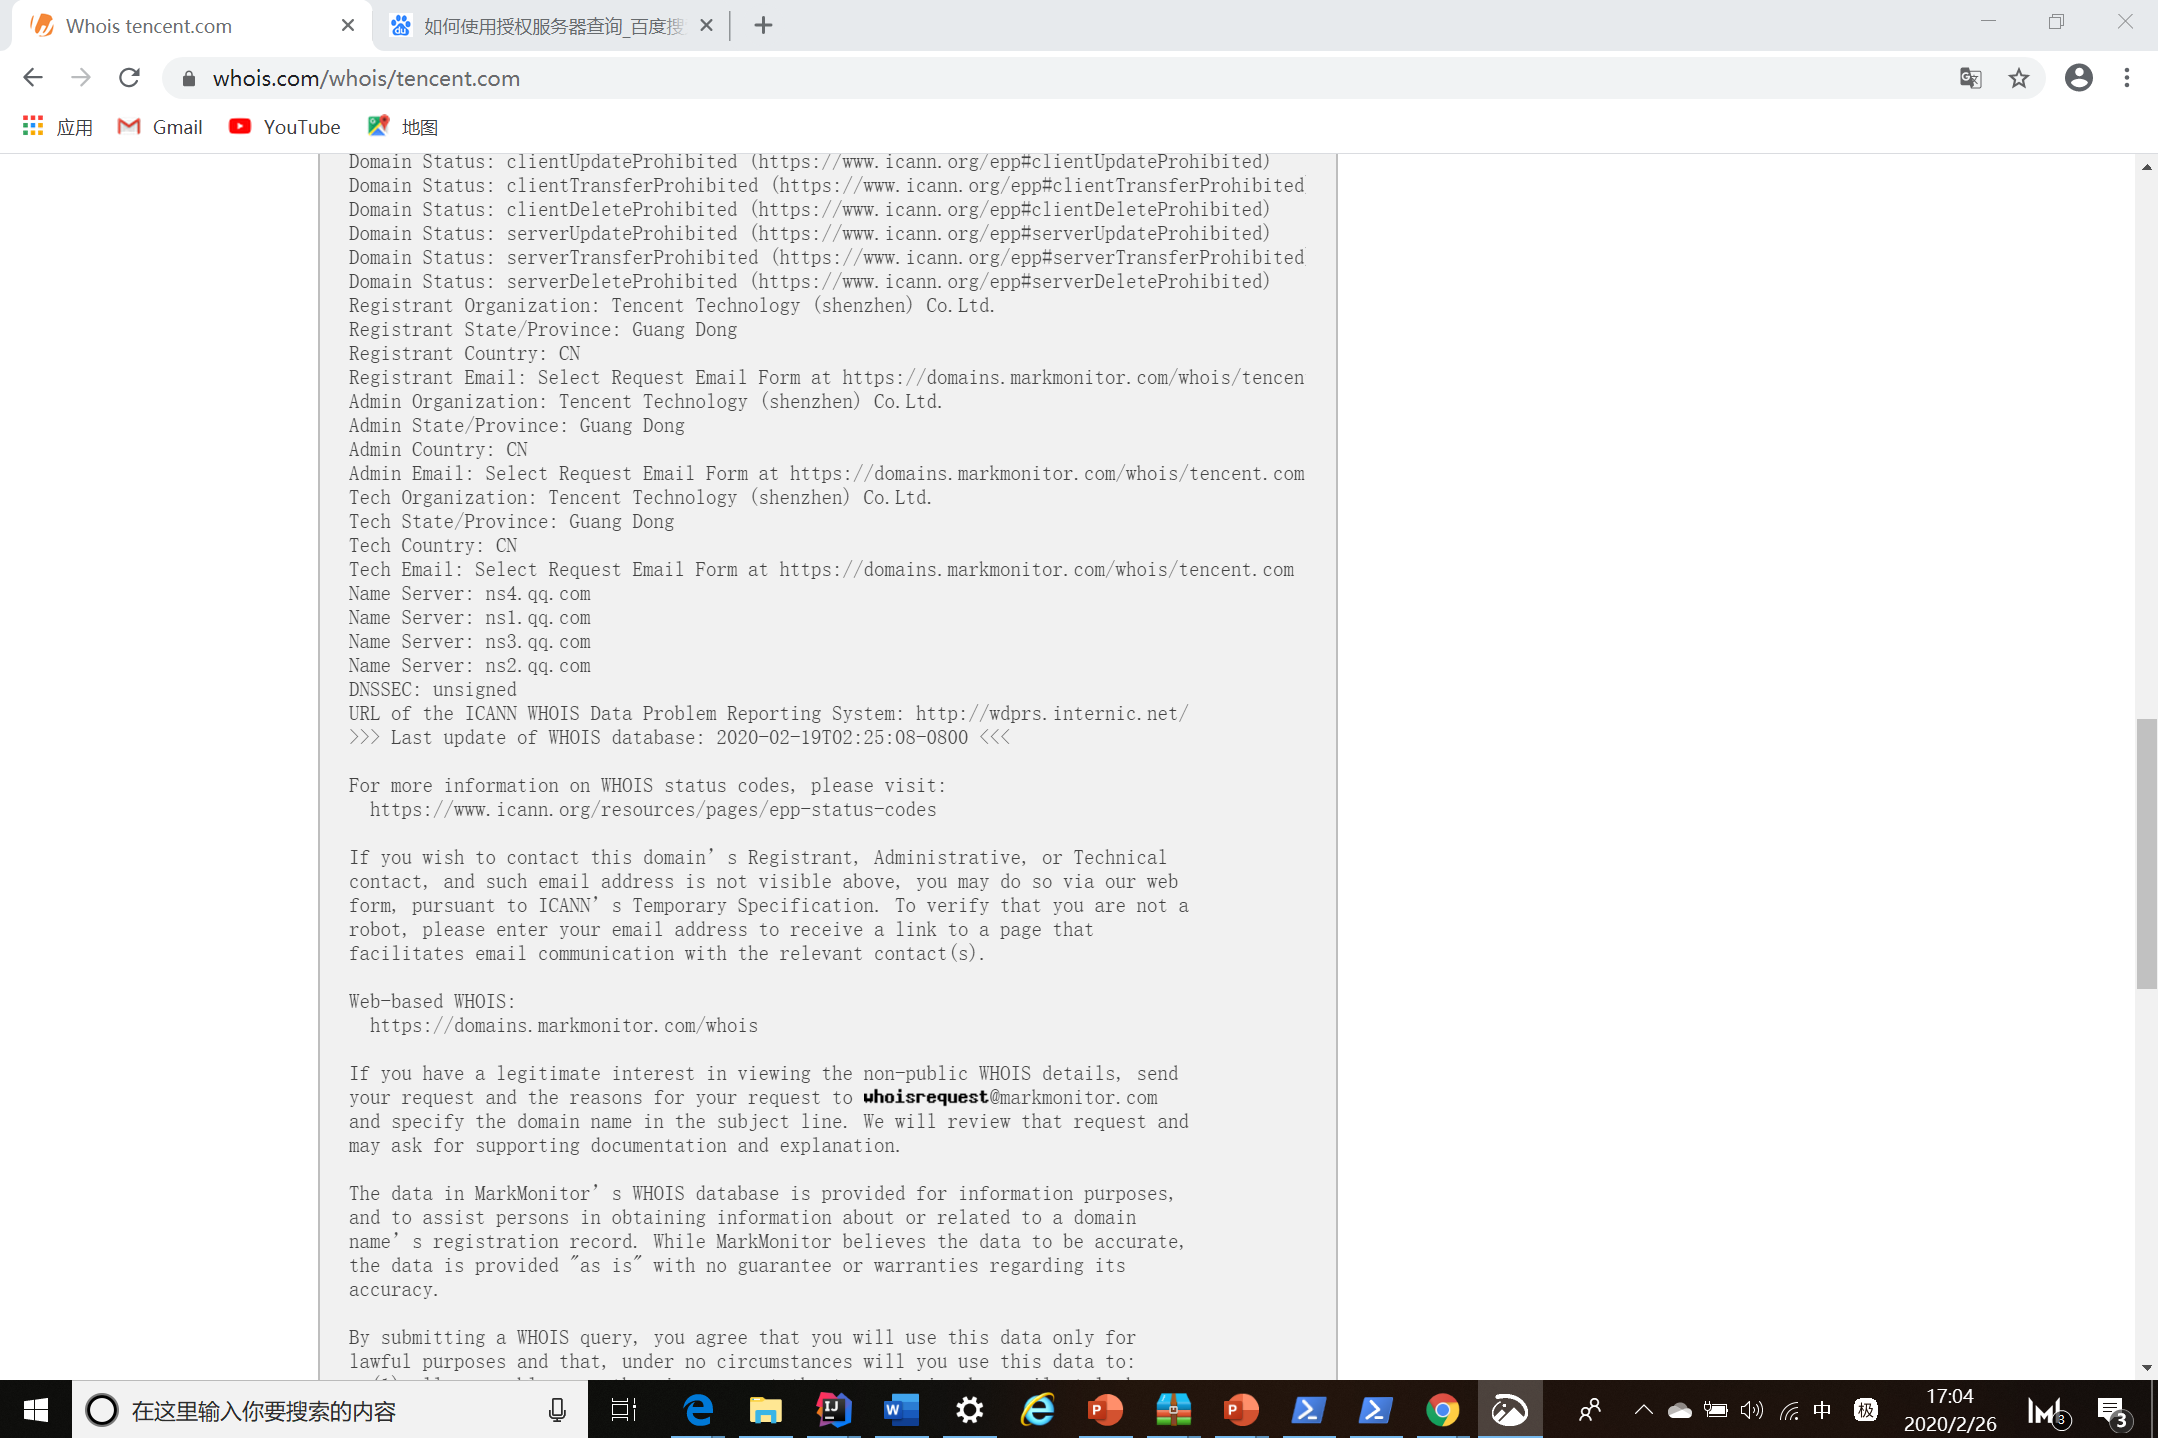 Whois tencent.com
如何使用授权服务器查询_百度搜
whois.com/whois/tencent.com
应用
Gmail
YouTube
地图
Domain Status: clientUpdateProhibited (https://www.icann.org/epp#clientUpdateProhibited)
Domain Status: clientTransferProhibited (https://www.icann.org/epp#clientTransferProhibited
Domain Status: clientDeleteProhibited (https://www.icann.org/epp#clientDeleteProhibited)
Domain Status: serverUpdateProhibited (https://www.icann.org/epp#serverUpdateProhibited)
Domain Status: serverTransferProhibited (https://www.icann.org/epp#serverTransferProhibited
Domain Status: serverDeleteProhibited (https://www.icann.org/epp#serverDeleteProhibited)
Registrant Organization: Tencent Technology (shenzhen) Co.Ltd.
Registrant State/Province: Guang Dong
Registrant Country: CN
Registrant Email: Select Request Email Form at https://domains.markmonitor.com/whois/tencen
Admin Organization: Tencent Technology (shenzhen) Co.Ltd.
Admin State/Province: Guang Dong
Admin Country: CN
Admin Email: Select Request Email Form at https://domains.markmonitor.com/whois/tencent.com
Tech Organization: Tencent Technology (shenzhen) Co.Ltd.
Tech State/Province: Guang Dong
Tech Country: CN
Tech Email: Select Request Email Form at https://domains.markmonitor.com/whois/tencent.com
Name Server: ns4.qq.com
Name Server: ns1.qq.com
Name Server: ns3.qq.com
Name Server: ns2.qq.com
DNSSEC: unsigned
URL of the ICANN WHOIS Data Problem Reporting System: http://wdprs.internic.net/
>>> Last update of WHOIS database: 2020-02-19T02:25:08-0800 <<<
For more information on WHOIS status codes, please visit:
https://www.icann.org/resources/pages/epp-status-codes
If you wish to contact this domain’s Registrant, Administrative, or Technical
contact, and such email address is not visible above, you may do so via our web
form, pursuant to ICANN’s Temporary Specification. To verify that you are not a
robot, please enter your email address to receive a link to a page that
facilitates email communication with the relevant contact(s).
Web-based WHOIS:
https://domains.markmonitor.com/whois
If you have a legitimate interest in viewing the non-public WHOIS details, send
your request and the reasons for your request to whoisrequest@markmonitor.com
and specify the domain name in the subject line. We will review that request and
may ask for supporting documentation and explanation.
The data in MarkMonitor’s WHOIS database is provided for information purposes,
and to assist persons in obtaining information about or related to a domain
name’s registration record. While MarkMonitor believes the data to be accurate,
the data is provided "as is" with no guarantee or warranties regarding its
accuracy.
By submitting a WHOIS query, you agree that you will use this data only for
lawful purposes and that, under no circumstances will you use this data to:
在这里输入你要搜索的内容
中
极
17:04
2020/2/26
3
3